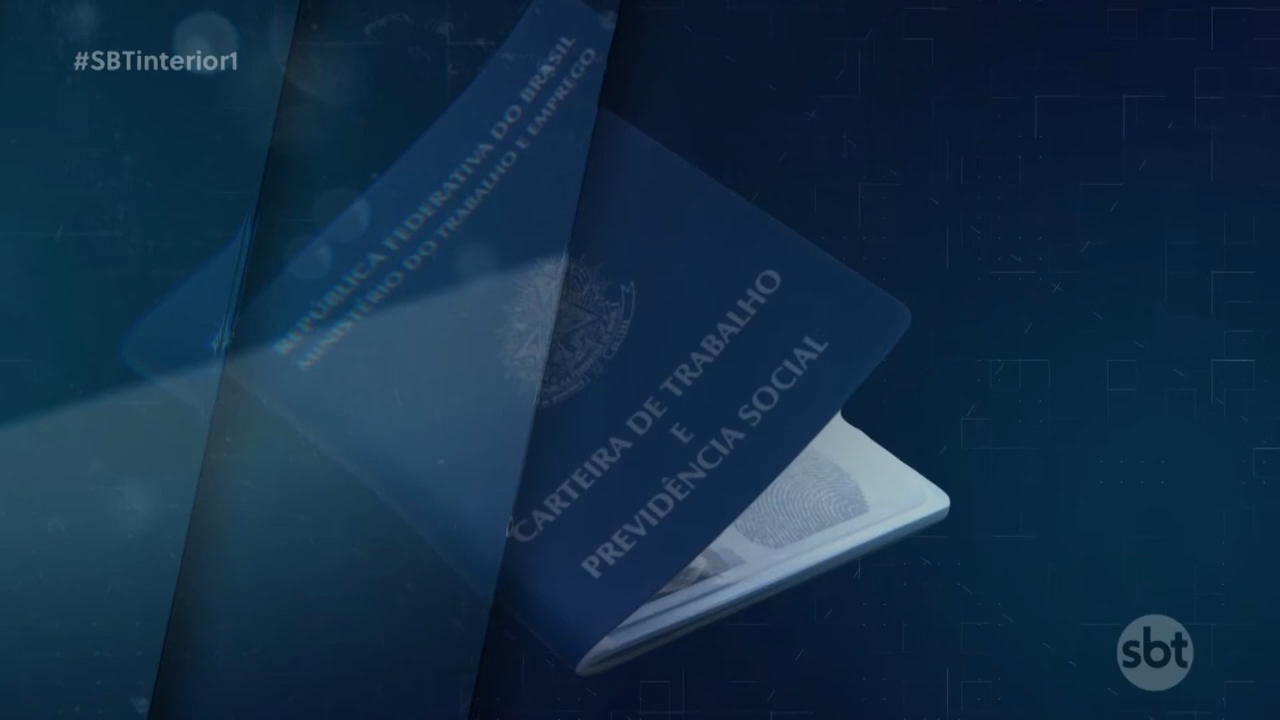 #SBTinterior1
REPÚBLICA FEDERATIVA DO BRASIL
MINISTÉRIO DO TRABALHO E EMPREGO
CARTEIRA DE TRABALHO
E
PREVIDÊNCIA SOCIAL
sbt